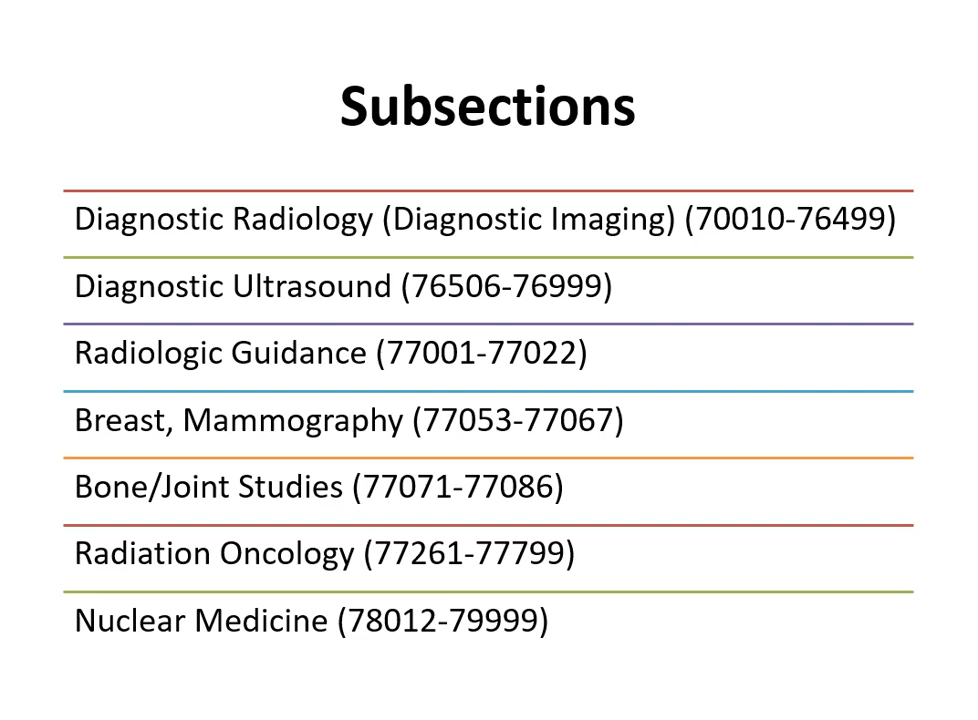 Subsections
Diagnostic Radiology (Diagnostic Imaging) (70010-76499)
Diagnostic Ultrasound (76506-76999)
Radiologic Guidance (77001-77022)
Breast, Mammography (77053-77067)
Bone/Joint Studies (77071-77086)
Radiation Oncology (77261-77799)
Nuclear Medicine (78012-79999)